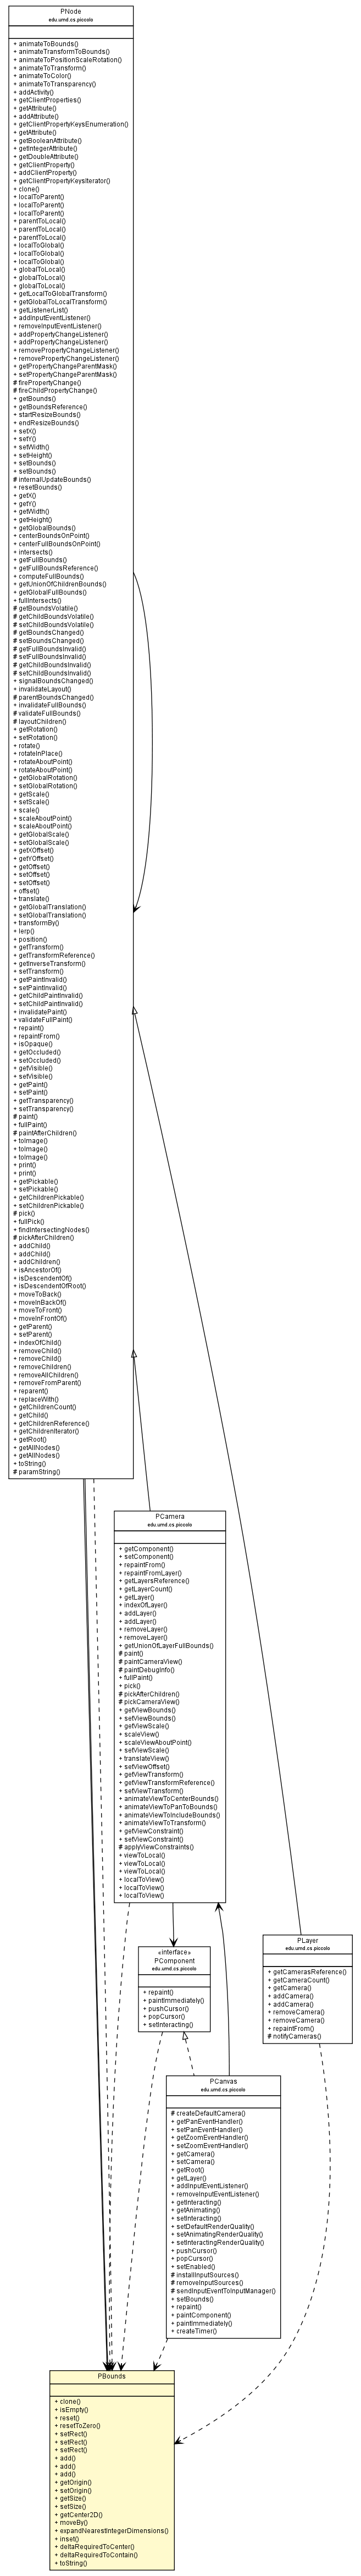 PNode
edu.umd.cs.piccolo
+ animateToBounds()
+ animateTransformToBounds()
+ animateToPositionScaleRotation()
+ animateToTransform()
+ animateToColor()
+ animateToTransparency()
+ addActivity()
+ getClientProperties()
+ getAttribute()
+ addAttribute()
+ getClientPropertyKeysEnumeration()
+ getAttribute()
+ getBooleanAttribute()
+ getIntegerAttribute()
+ getDoubleAttribute()
+ getClientProperty()
+ addClientProperty()
+ getClientPropertyKeysIterator()
+ clone()
+ localToParent()
+ localToParent()
+ localToParent()
+ parentToLocal()
+ parentToLocal()
+ parentToLocal()
+ localToGlobal()
+ localToGlobal()
+ localToGlobal()
+ globalToLocal()
+ globalToLocal()
+ globalToLocal()
+ getLocalToGlobalTransform()
+ getGlobalToLocalTransform()
+ getListenerList()
+ addInputEventListener()
+ removeInputEventListener()
+ addPropertyChangeListener()
+ addPropertyChangeListener()
+ removePropertyChangeListener()
+ removePropertyChangeListener()
+ getPropertyChangeParentMask()
+ setPropertyChangeParentMask()
# firePropertyChange()
# fireChildPropertyChange()
+ getBounds()
+ getBoundsReference()
+ startResizeBounds()
+ endResizeBounds()
+ setX()
+ setY()
+ setWidth()
+ setHeight()
+ setBounds()
+ setBounds()
# internalUpdateBounds()
+ resetBounds()
+ getX()
+ getY()
+ getWidth()
+ getHeight()
+ getGlobalBounds()
+ centerBoundsOnPoint()
+ centerFullBoundsOnPoint()
+ intersects()
+ getFullBounds()
+ getFullBoundsReference()
+ computeFullBounds()
+ getUnionOfChildrenBounds()
+ getGlobalFullBounds()
+ fullIntersects()
# getBoundsVolatile()
# getChildBoundsVolatile()
# setChildBoundsVolatile()
# getBoundsChanged()
# setBoundsChanged()
# getFullBoundsInvalid()
# setFullBoundsInvalid()
# getChildBoundsInvalid()
# setChildBoundsInvalid()
+ signalBoundsChanged()
+ invalidateLayout()
# parentBoundsChanged()
+ invalidateFullBounds()
# validateFullBounds()
# layoutChildren()
+ getRotation()
+ setRotation()
+ rotate()
+ rotateInPlace()
+ rotateAboutPoint()
+ rotateAboutPoint()
+ getGlobalRotation()
+ setGlobalRotation()
+ getScale()
+ setScale()
+ scale()
+ scaleAboutPoint()
+ scaleAboutPoint()
+ getGlobalScale()
+ setGlobalScale()
+ getXOffset()
+ getYOffset()
+ getOffset()
+ setOffset()
+ setOffset()
+ offset()
+ translate()
+ getGlobalTranslation()
+ setGlobalTranslation()
+ transformBy()
+ lerp()
+ position()
+ getTransform()
+ getTransformReference()
+ getInverseTransform()
+ setTransform()
+ getPaintInvalid()
+ setPaintInvalid()
+ getChildPaintInvalid()
+ setChildPaintInvalid()
+ invalidatePaint()
+ validateFullPaint()
+ repaint()
+ repaintFrom()
+ isOpaque()
+ getOccluded()
+ setOccluded()
+ getVisible()
+ setVisible()
+ getPaint()
+ setPaint()
+ getTransparency()
+ setTransparency()
# paint()
+ fullPaint()
# paintAfterChildren()
+ toImage()
+ toImage()
+ toImage()
+ print()
+ print()
+ getPickable()
+ setPickable()
+ getChildrenPickable()
+ setChildrenPickable()
# pick()
+ fullPick()
+ findIntersectingNodes()
# pickAfterChildren()
+ addChild()
+ addChild()
+ addChildren()
+ isAncestorOf()
+ isDescendentOf()
+ isDescendentOfRoot()
+ moveToBack()
+ moveInBackOf()
+ moveToFront()
+ moveInFrontOf()
+ getParent()
+ setParent()
+ indexOfChild()
+ removeChild()
+ removeChild()
+ removeChildren()
+ removeAllChildren()
+ removeFromParent()
+ reparent()
+ replaceWith()
+ getChildrenCount()
+ getChild()
+ getChildrenReference()
+ getChildrenIterator()
+ getRoot()
+ getAllNodes()
+ getAllNodes()
+ toString()
# paramString()
PCamera
edu.umd.cs.piccolo
+ getComponent()
+ setComponent()
+ repaintFrom()
+ repaintFromLayer()
+ getLayersReference()
+ getLayerCount()
+ getLayer()
+ indexOfLayer()
+ addLayer()
+ addLayer()
+ removeLayer()
+ removeLayer()
+ getUnionOfLayerFullBounds()
# paint()
# paintCameraView()
# paintDebugInfo()
+ fullPaint()
+ pick()
# pickAfterChildren()
# pickCameraView()
+ getViewBounds()
+ setViewBounds()
+ getViewScale()
+ scaleView()
+ scaleViewAboutPoint()
+ setViewScale()
+ translateView()
+ setViewOffset()
+ getViewTransform()
+ getViewTransformReference()
+ setViewTransform()
+ animateViewToCenterBounds()
+ animateViewToPanToBounds()
+ animateViewToIncludeBounds()
+ animateViewToTransform()
+ getViewConstraint()
+ setViewConstraint()
# applyViewConstraints()
+ viewToLocal()
+ viewToLocal()
+ viewToLocal()
+ localToView()
+ localToView()
+ localToView()
PLayer
edu.umd.cs.piccolo
+ getCamerasReference()
+ getCameraCount()
+ getCamera()
+ addCamera()
+ addCamera()
+ removeCamera()
+ removeCamera()
+ repaintFrom()
# notifyCameras()
«interface»
PComponent
edu.umd.cs.piccolo
+ repaint()
+ paintImmediately()
+ pushCursor()
+ popCursor()
+ setInteracting()
PCanvas
edu.umd.cs.piccolo
# createDefaultCamera()
+ getPanEventHandler()
+ setPanEventHandler()
+ getZoomEventHandler()
+ setZoomEventHandler()
+ getCamera()
+ setCamera()
+ getRoot()
+ getLayer()
+ addInputEventListener()
+ removeInputEventListener()
+ getInteracting()
+ getAnimating()
+ setInteracting()
+ setDefaultRenderQuality()
+ setAnimatingRenderQuality()
+ setInteractingRenderQuality()
+ pushCursor()
+ popCursor()
+ setEnabled()
# installInputSources()
# removeInputSources()
# sendInputEventToInputManager()
+ setBounds()
+ repaint()
+ paintComponent()
+ paintImmediately()
+ createTimer()
PBounds
+ clone()
+ isEmpty()
+ reset()
+ resetToZero()
+ setRect()
+ setRect()
+ setRect()
+ add()
+ add()
+ add()
+ getOrigin()
+ setOrigin()
+ getSize()
+ setSize()
+ getCenter2D()
+ moveBy()
+ expandNearestIntegerDimensions()
+ inset()
+ deltaRequiredToCenter()
+ deltaRequiredToContain()
+ toString()